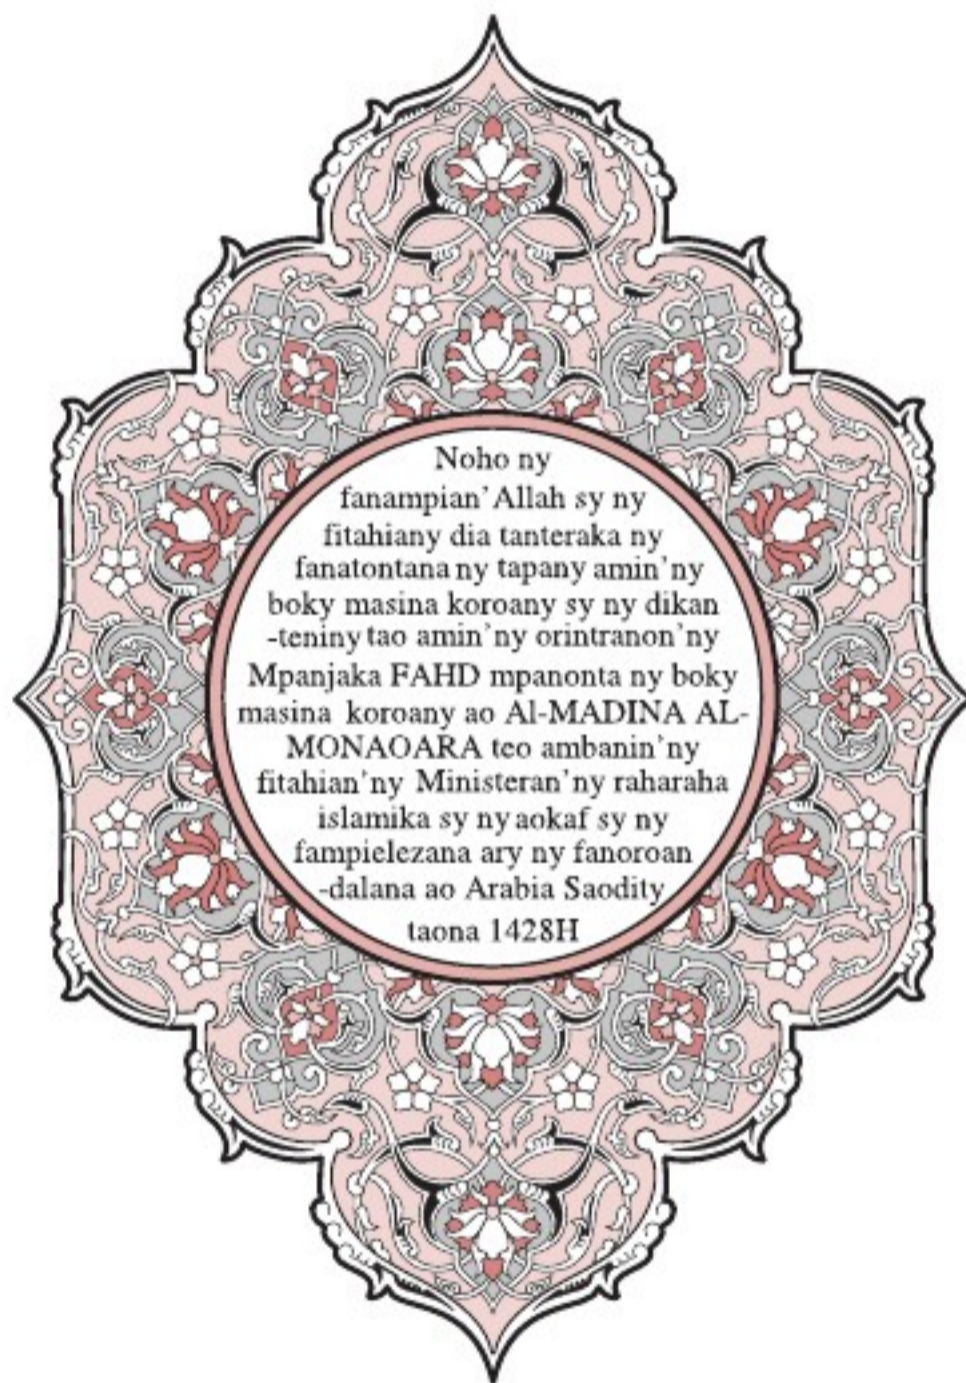 Noho ny
fanampian’Allah sy ny
fitahiany dia tanteraka ny
fanatontana ny tapany amin’ny
boky masina koroany sy ny dikan
-teniny tao amin’ny orintranon’ny
Mpanjaka FAHD mpanonta ny boky
masina koroany ao Al-MADINA AL-
MONAOARA teo ambanin’ny
fitahian’ny Ministeran’ny raharaha
islamika sy ny aokaf sy ny
fampielezana ary ny fanoroan
-dalana ao Arabia Saodity
taona 1428H